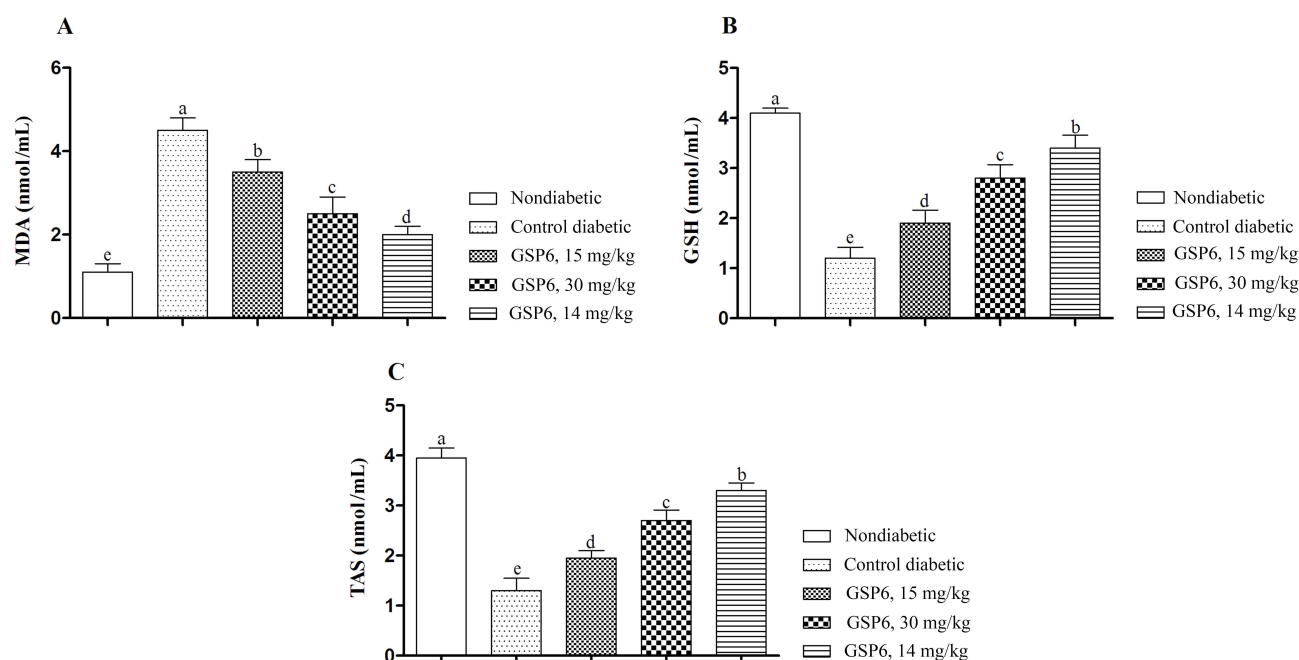 A
MDA (nmol/mL)
6
4
2
0
e
a
b
c
d
Nondiabetic
Control diabetic
GSP6, 15 mg/kg
GSP6, 30 mg/kg
GSP6, 14 mg/kg
B
GSH (nmol/mL)
5
4
3
2
1
0
a
e
d
c
b
Nondiabetic
Control diabetic
GSP6, 15 mg/kg
GSP6, 30 mg/kg
GSP6, 14 mg/kg
C
TAS (nmol/mL)
5
4
3
2
1
0
a
e
d
c
b
Nondiabetic
Control diabetic
GSP6, 15 mg/kg
GSP6, 30 mg/kg
GSP6, 14 mg/kg